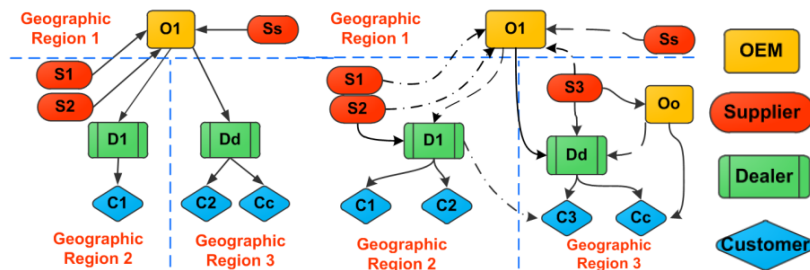 Geographic
Region 1
O1
Ss
S1
S2
D1
Dd
C1
C2
Cc
Geographic
Region 2
Geographic
Region 3
Geographic
Region 1
O1
Ss
S1
S2
S3
Oo
D1
Dd
C1
C2
C3
Cc
Geographic
Region 2
Geographic
Region 3
OEM
Supplier
Dealer
Customer